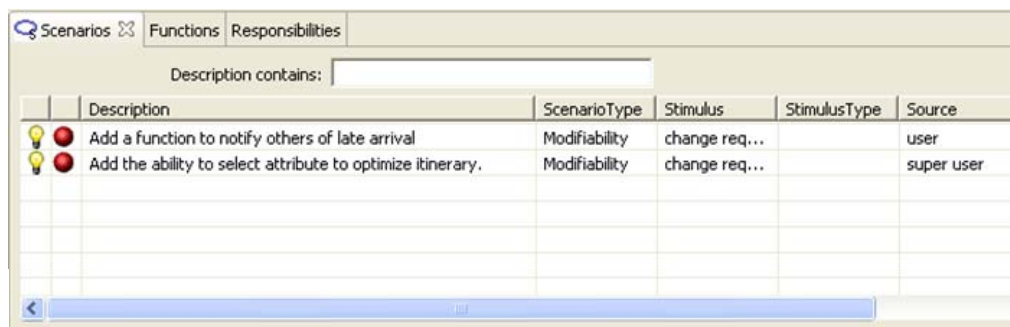 Scenarios Functions Responsibilities
Description contains:
Description ScenarioType Stimulus StimulusType Source
Add a function to notify others of late arrival Modifiability change req... user
Add the ability to select attribute to optimize itinerary. Modifiability change req... super user